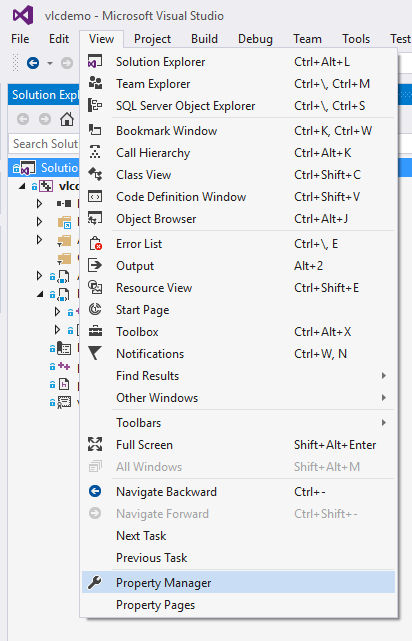 vlcdemo - Microsoft Visual Studio
File Edit View Project Build Debug Team Tools Test
Solution Expl
Search Solut
Solution
vlcd
Solution Explorer Ctrl+Alt+L
Team Explorer Ctrl+\, Ctrl+M
SQL Server Object Explorer Ctrl+\, Ctrl+S
Bookmark Window Ctrl+K, Ctrl+W
Call Hierarchy Ctrl+Alt+K
Class View Ctrl+Shift+C
Code Definition Window Ctrl+Shift+V
Object Browser Ctrl+Alt+J
Error List Ctrl+\, E
Output Alt+2
Resource View Ctrl+Shift+E
Start Page
Toolbox Ctrl+Alt+X
Notifications Ctrl+W, N
Find Results
Other Windows
Toolbars
Full Screen Shift+Alt+Enter
All Windows Shift+Alt+M
Navigate Backward Ctrl+-
Navigate Forward Ctrl+Shift+-
Next Task
Previous Task
Property Manager
Property Pages